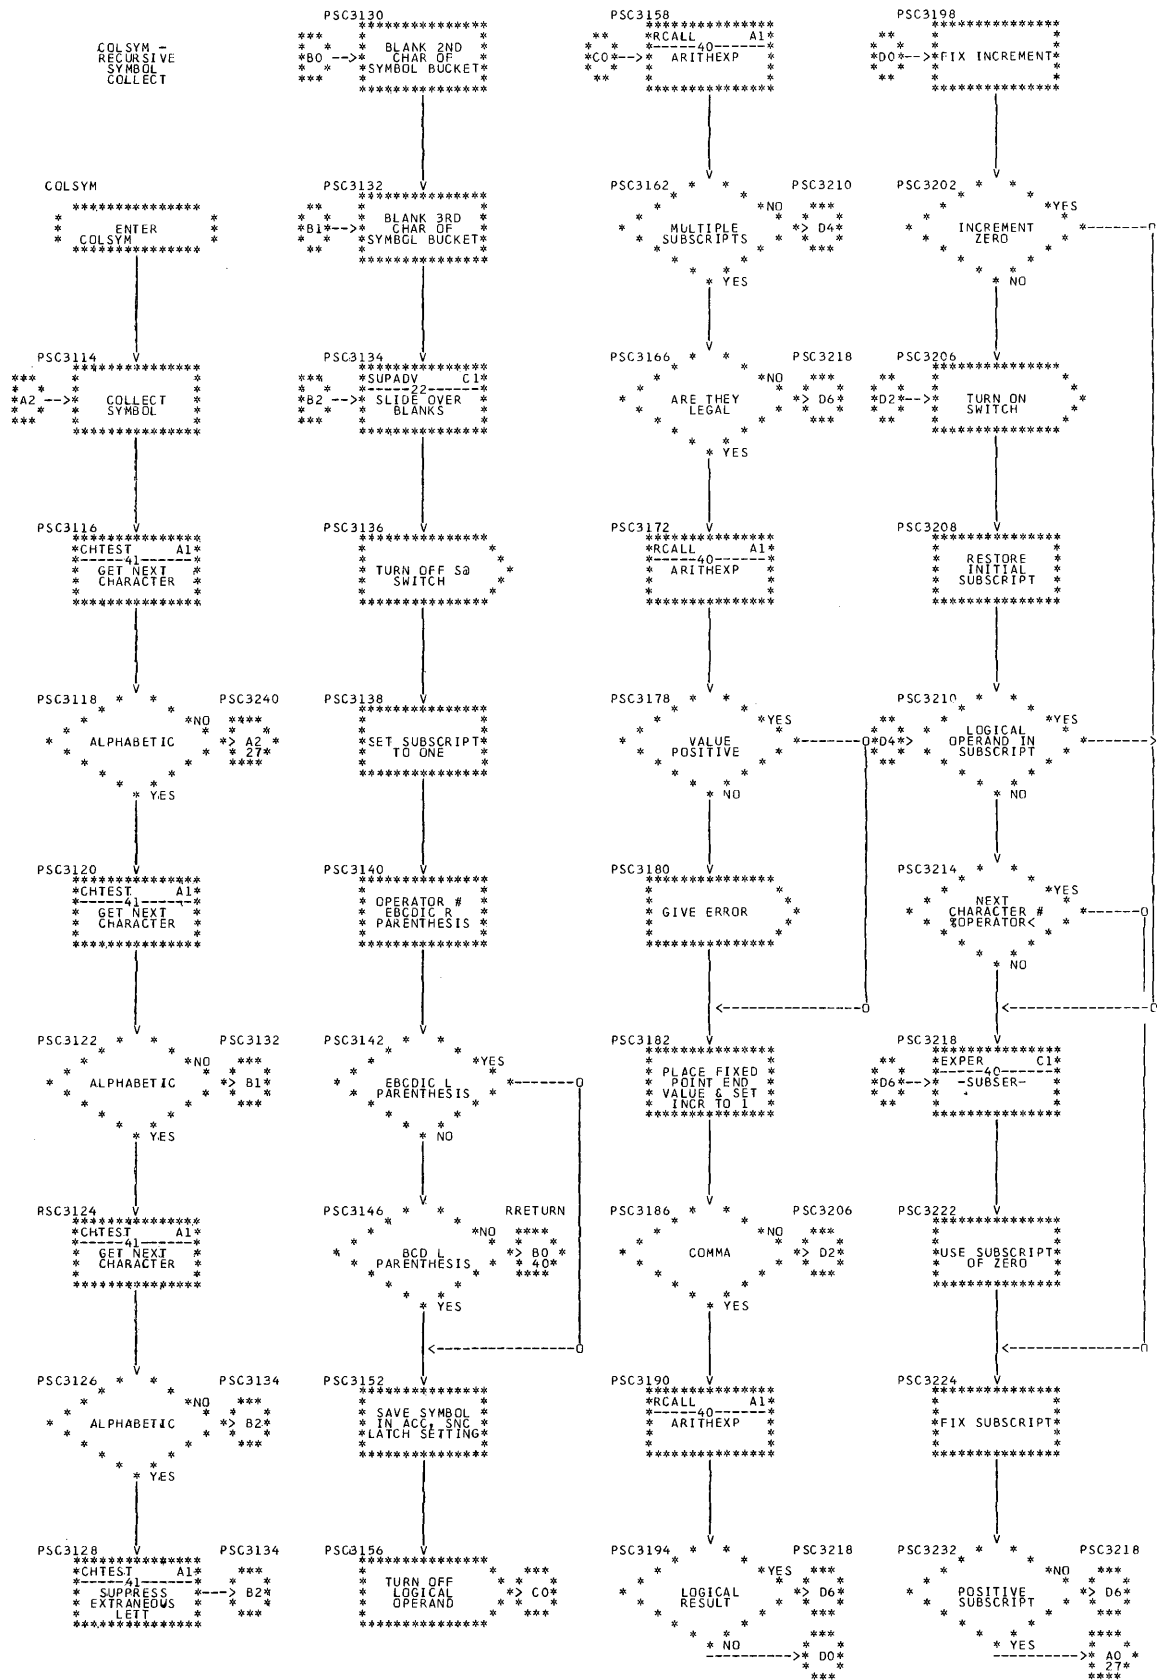 COLSYM -
RECURSIVE
SYMBOL
COLLECT
COLSYM
ENTER
COLSYM
PSC3114
A2
COLLECT
SYMBOL
PSC3116
CHTEST A1
41
GET NEXT
CHARACTER
PSC3118
ALPHABETIC
NO
PSC3240
A2
27
YES
PSC3120
CHTEST A1
41
GET NEXT
CHARACTER
PSC3122
ALPHABETIC
NO
PSC3132
B1
YES
RSC3124
CHTEST A1
41
GET NEXT
CHARACTER
PSC3126
ALPHABETIC
NO
PSC3134
B2
YES
PSC3128
CHTEST A1
41
SUPPRESS
EXTRANEOUS
LETT
PSC3134
B2
PSC3130
B0
BLANK 2ND
CHAR OF
SYMBOL BUCKET
PSC3132
B1
BLANK 3RD
CHAR OF
SYMBOL BUCKET
PSC3134
B2
SUPADV C1
22
SLIDE OVER
BLANKS
PSC3136
TURN OFF S@
SWITCH
PSC3138
SET SUBSCRIPT
TO ONE
PSC3140
OPERATOR #
EBCDIC R
PARENTHESIS
PSC3142
EBCDIC L
PARENTHESIS
YES
NO
PSC3146
BCD L
PARENTHESIS
NO
RRETURN
B0
40
YES
PSC3152
SAVE SYMBOL
IN ACC, SNC
LATCH SETTING
PSC3156
TURN OFF
LOGICAL
OPERAND
C0
PSC3158
C0
RCALL A1
40
ARITHEXP
PSC3162
MULTIPLE
SUBSCRIPTS
NO
PSC3210
D4
YES
PSC3166
ARE THEY
LEGAL
NO
PSC3218
D6
YES
PSC3172
RCALL A1
40
ARITHEXP
PSC3178
VALUE
POSITIVE
YES
NO
PSC3180
GIVE ERROR
PSC3182
PLACE FIXED
POINT END
VALUE & SET
INCR TO 1
PSC3186
COMMA
NO
PSC3206
D2
YES
PSC3190
RCALL A1
40
ARITHEXP
PSC3194
LOGICAL
RESULT
YES
PSC3218
D6
NO
D0
PSC3198
D0
FIX INCREMENT
PSC3202
INCREMENT
ZERO
YES
NO
PSC3206
D2
TURN ON
SWITCH
PSC3208
RESTORE
INITIAL
SUBSCRIPT
PSC3210
D4
LOGICAL
OPERAND IN
SUBSCRIPT
YES
NO
PSC3214
NEXT
CHARACTER #
%OPERATOR<
YES
NO
PSC3218
D6
EXPER C1
40
-SUBSER-
PSC3222
USE SUBSCRIPT
OF ZERO
PSC3224
FIX SUBSCRIPT
PSC3232
POSITIVE
SUBSCRIPT
NO
PSC3218
D6
YES
A0
27